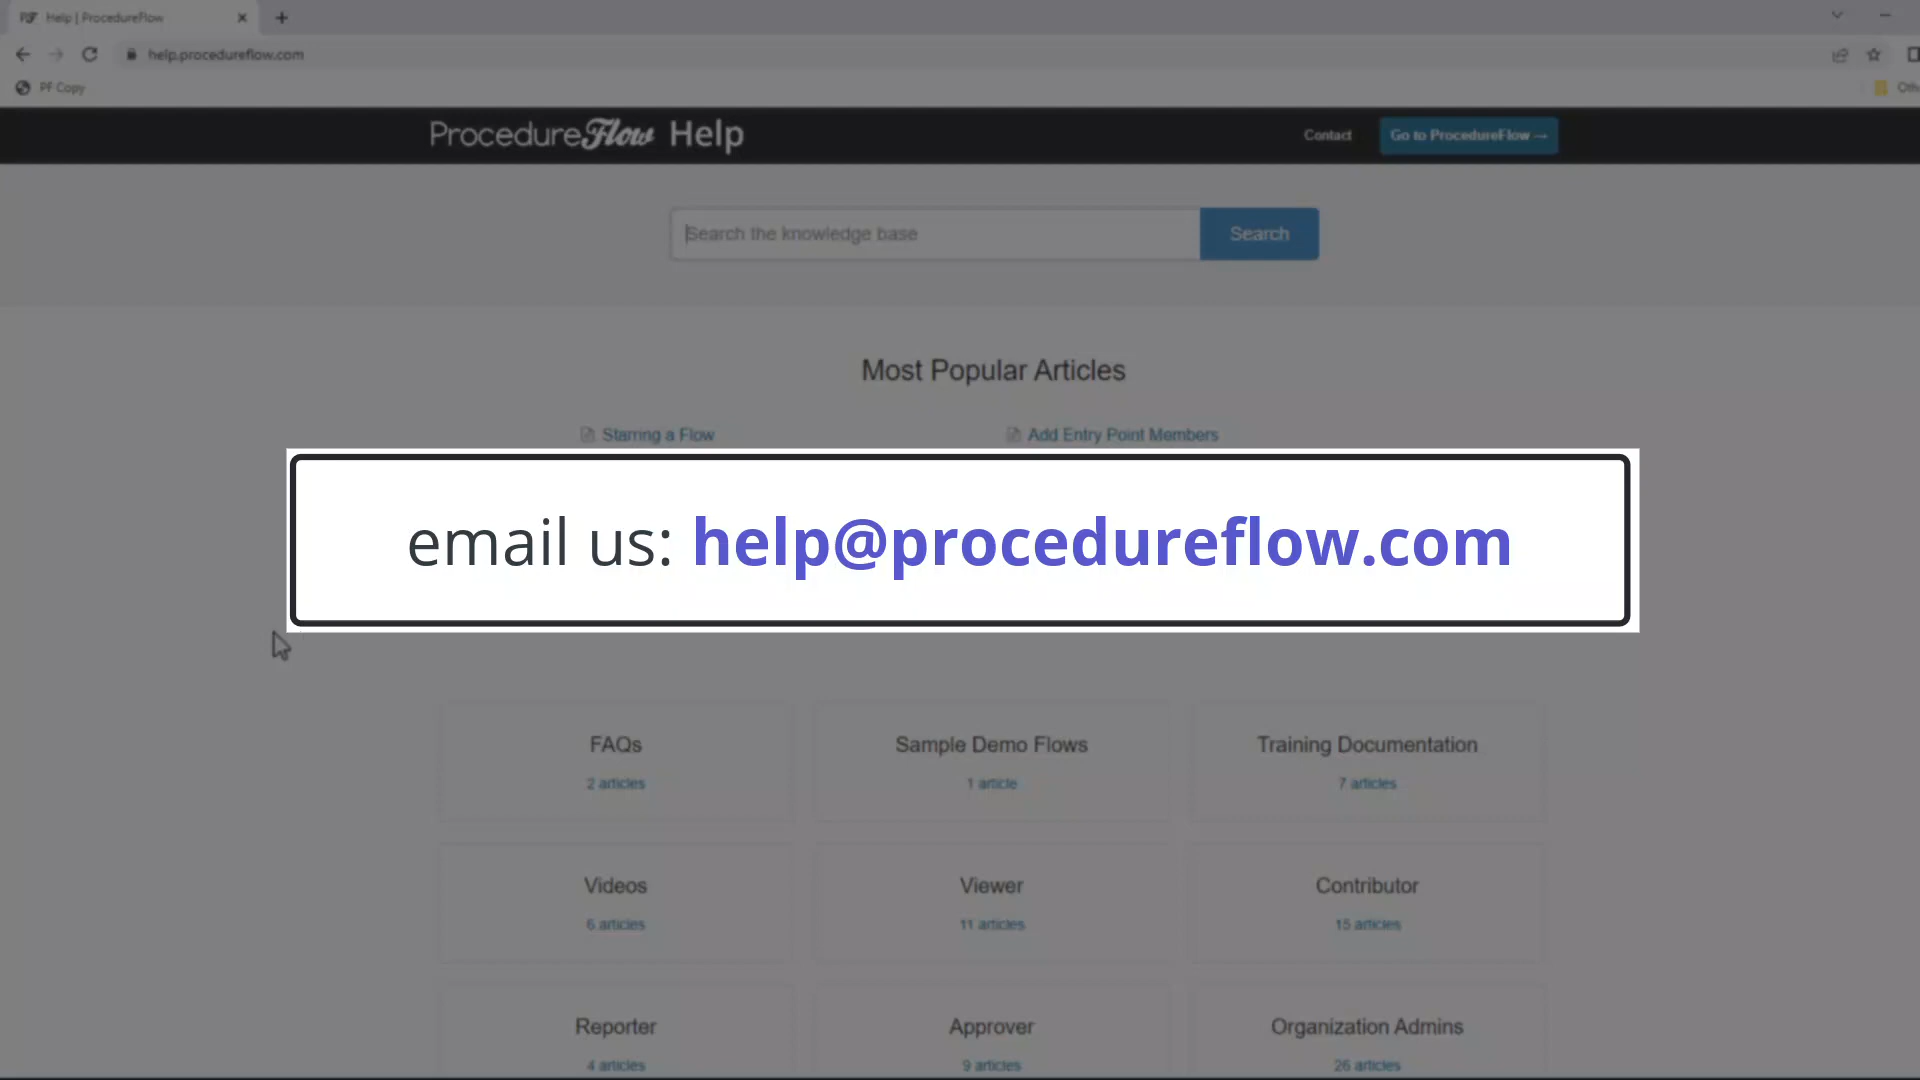 Help | ProcedureFlow
help.procedureflow.com
PF Copy
ProcedureFlow Help
Contact
Go to ProcedureFlow →
Search the knowledge base
Search
Most Popular Articles
Starring a Flow
Add Entry Point Members
email us: help@procedureflow.com
FAQs
Sample Demo Flows
Training Documentation
2 articles
1 article
7 articles
Videos
Viewer
Contributor
6 articles
11 articles
15 articles
Reporter
Approver
Organization Admins
4 articles
9 articles
26 articles